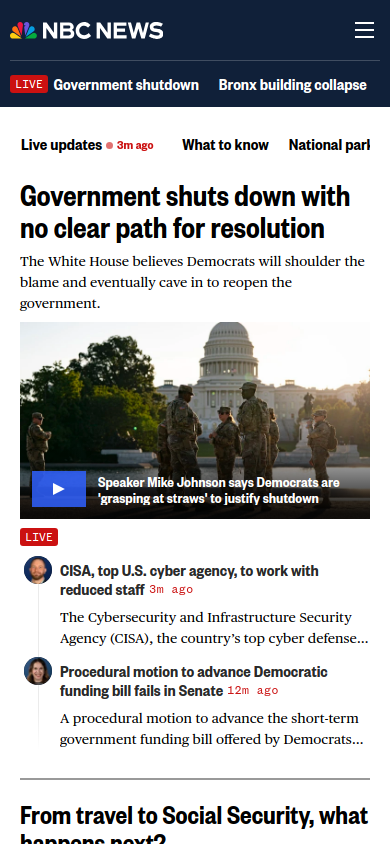 NBC NEWS
LIVE Government shutdown Bronx building collapse
Live updates 3m ago What to know National park
Government shuts down with
no clear path for resolution
The White House believes Democrats will shoulder the
blame and eventually cave in to reopen the
government.
Speaker Mike Johnson says Democrats are
'grasping at straws' to justify shutdown
LIVE
CISA, top U.S. cyber agency, to work with
reduced staff 3m ago
The Cybersecurity and Infrastructure Security
Agency (CISA), the country's top cyber defense...
Procedural motion to advance Democratic
funding bill fails in Senate 12m ago
A procedural motion to advance the short-term
government funding bill offered by Democrats...
From travel to Social Security, what
happens next?